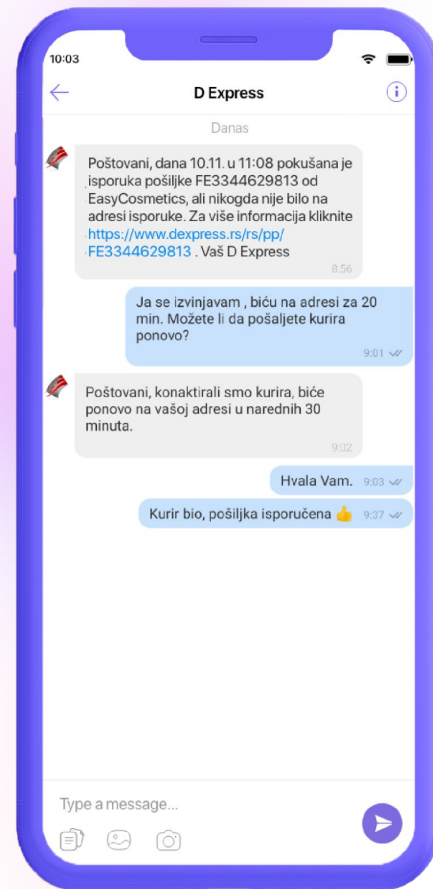 10:03
D Express
Danas
Poštovani, dana 10.11. u 11:08 pokušana je
isporuka pošiljke FE3344629813 od
EasyCosmetics, ali nikogda nije bilo na
adresi isporuke. Za više informacija kliknite
https://www.dexpress.rs/rs/pp/
FE3344629813 . Vaš D Express
8:56
Ja se izvinjavam , biću na adresi za 20
min. Možete li da pošaljete kurira
ponovo?
9:01
Poštovani, konaktirali smo kurira, biće
ponovo na vašoj adresi u narednih 30
minuta.
9:02
Hvala Vam. 9:03
Kurir bio, pošiljka isporučena 👍 9:37
Type a message...